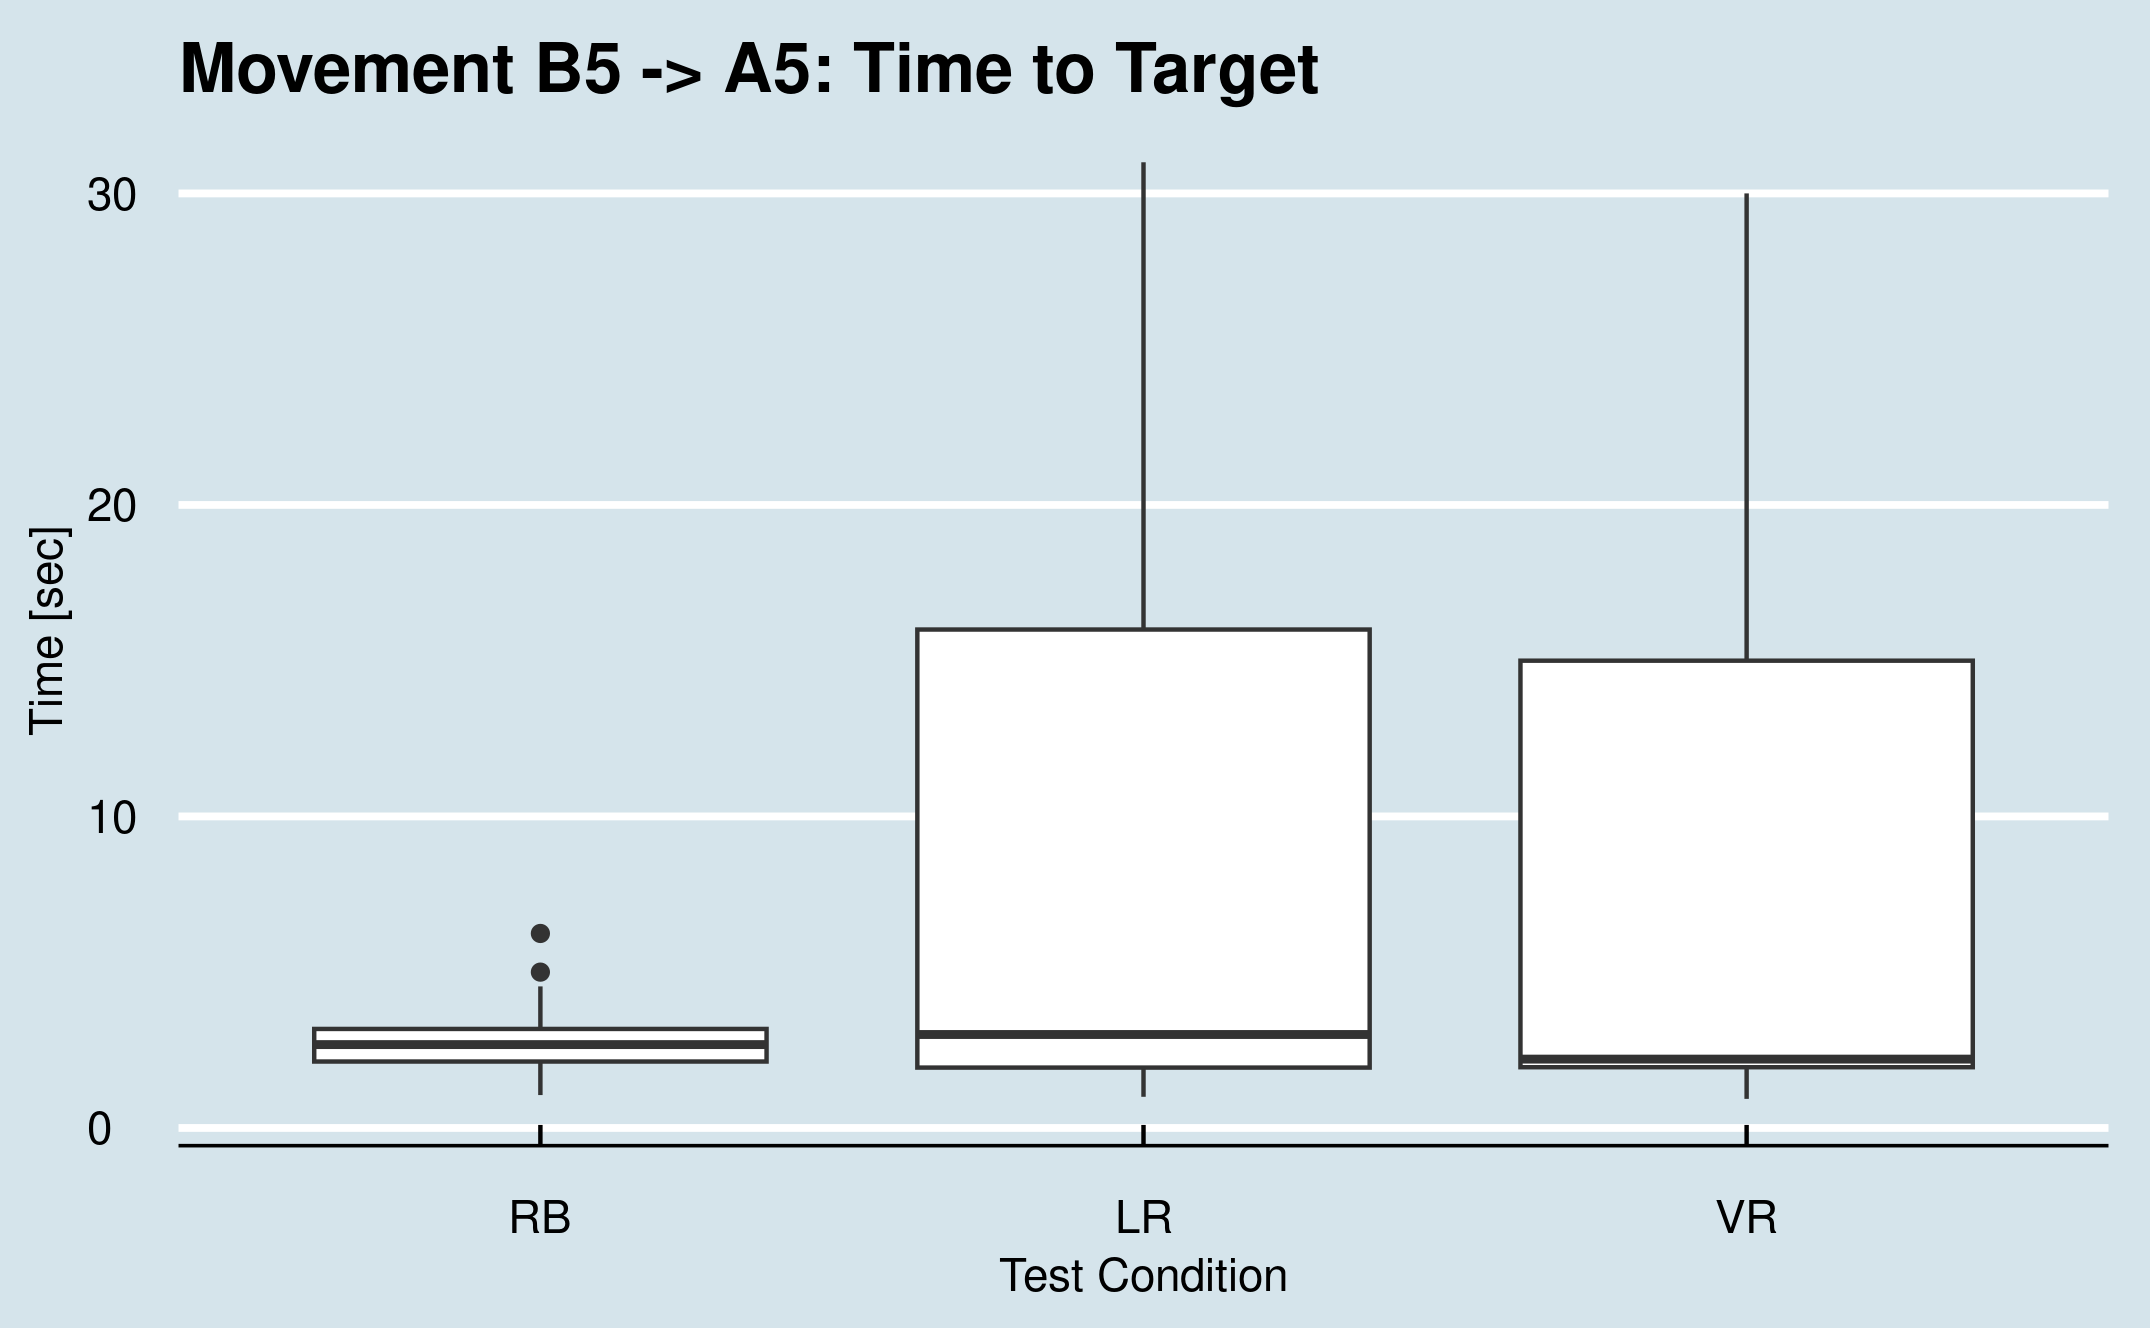 Movement B5 -> A5: Time to Target
30
20
10
0
Time [sec]
RB
LR
VR
Test Condition